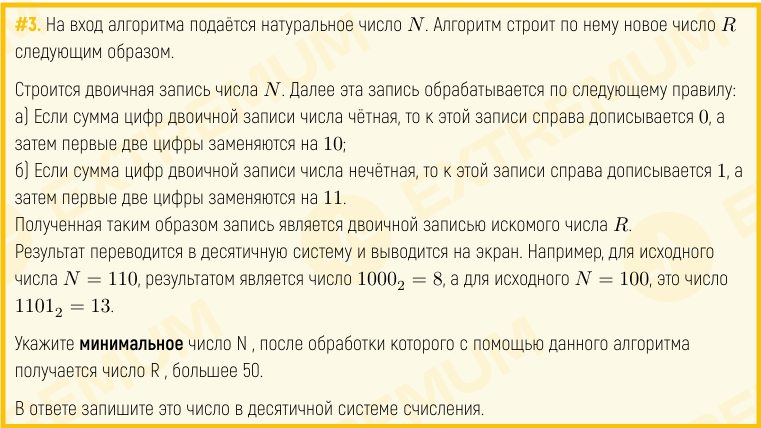 #3. На вход алгоритма подаётся натуральное число N. Алгоритм строит по нему новое число R
следующим образом.
Строится двоичная запись числа N. Далее эта запись обрабатывается по следующему правилу:
а) Если сумма цифр двоичной записи числа чётная, то к этой записи справа дописывается 0, а
затем первые две цифры заменяются на 10;
б) Если сумма цифр двоичной записи числа нечётная, то к этой записи справа дописывается 1, а
затем первые две цифры заменяются на 11.
Полученная таким образом запись является двоичной записью искомого числа R.
Результат переводится в десятичную систему и выводится на экран. Например, для исходного
числа N = 110, результатом является число 1000₂ = 8, а для исходного N = 100, это число
1101₂ = 13.
Укажите минимальное число N , после обработки которого с помощью данного алгоритма
получается число R , большее 50.
В ответе запишите это число в десятичной системе счисления.